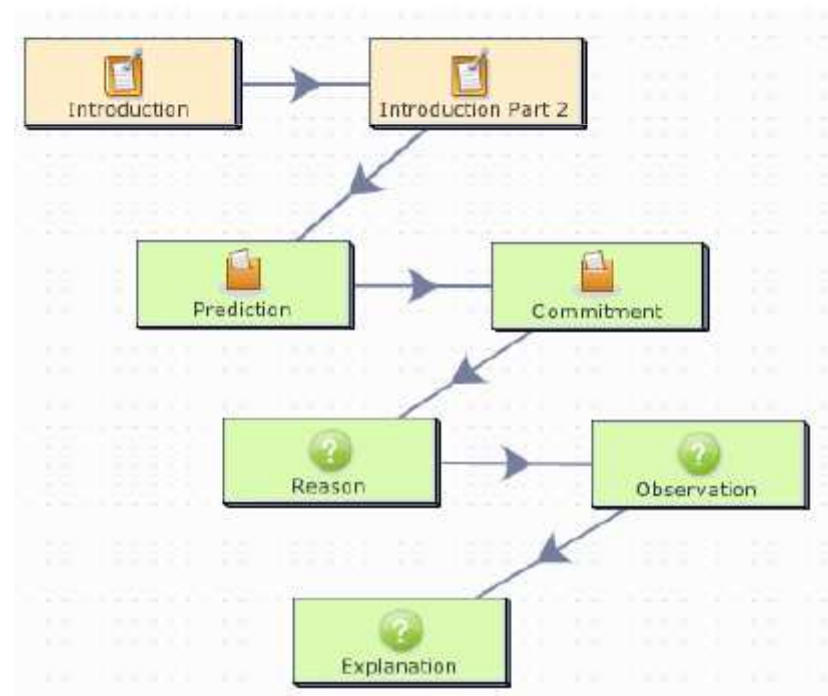 Introduction
Introduction Part 2
Prediction
Commitment
Reason
Observation
Explanation